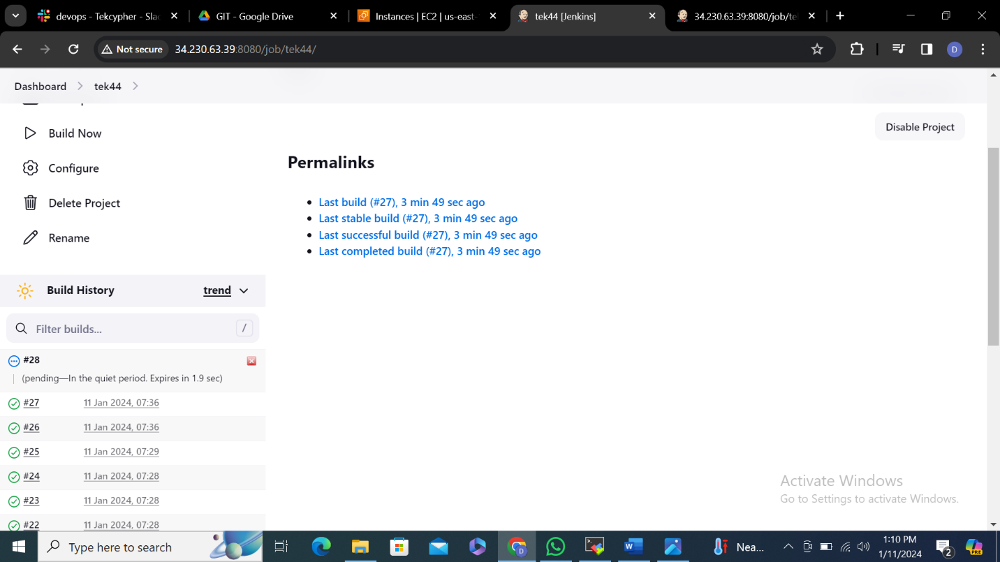 devops - Tekcypher - Sla
GIT - Google Drive
Instances | EC2 | us-east-
tek44 [Jenkins]
34.230.63.39:8080/job/te
Not secure
34.230.63.39:8080/job/tek44/
D
Dashboard
tek44
Build Now
Disable Project
Configure
Delete Project
Rename
Permalinks
Last build (#27), 3 min 49 sec ago
Last stable build (#27), 3 min 49 sec ago
Last successful build (#27), 3 min 49 sec ago
Last completed build (#27), 3 min 49 sec ago
Build History
trend
Filter builds...
/
#28
(pending—In the quiet period. Expires in 1.9 sec)
#27 11 Jan 2024, 07:36
#26 11 Jan 2024, 07:36
#25 11 Jan 2024, 07:29
#24 11 Jan 2024, 07:28
#23 11 Jan 2024, 07:28
#22 11 Jan 2024, 07:28
Activate Windows
Go to Settings to activate Windows.
Type here to search
D
W
Nea...
1:10 PM
1/11/2024
2
PRE